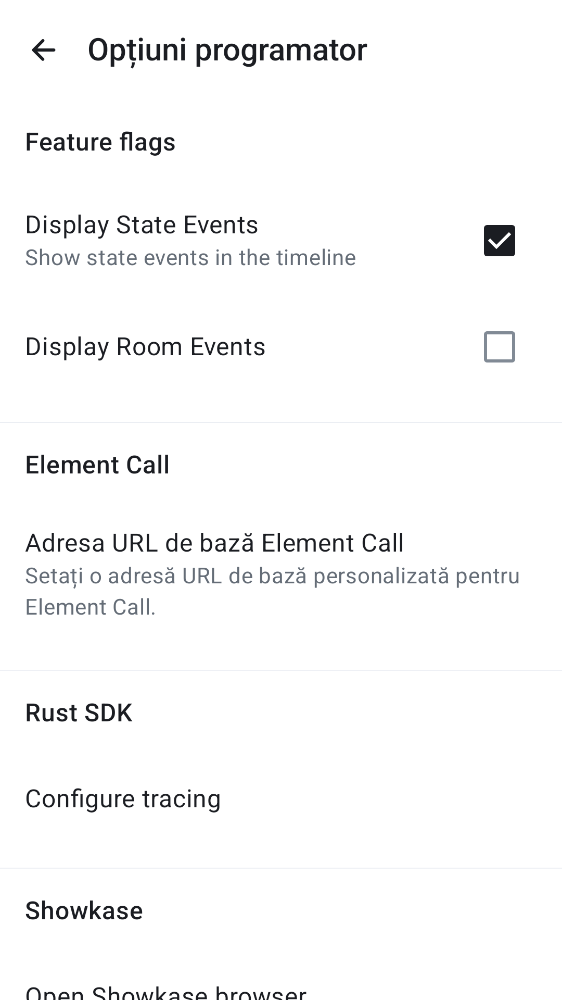 Opțiuni programator
Feature flags
Display State Events
Show state events in the timeline
Display Room Events
Element Call
Adresa URL de bază Element Call
Setați o adresă URL de bază personalizată pentru
Element Call.
Rust SDK
Configure tracing
Showkase
Open Showkase browser